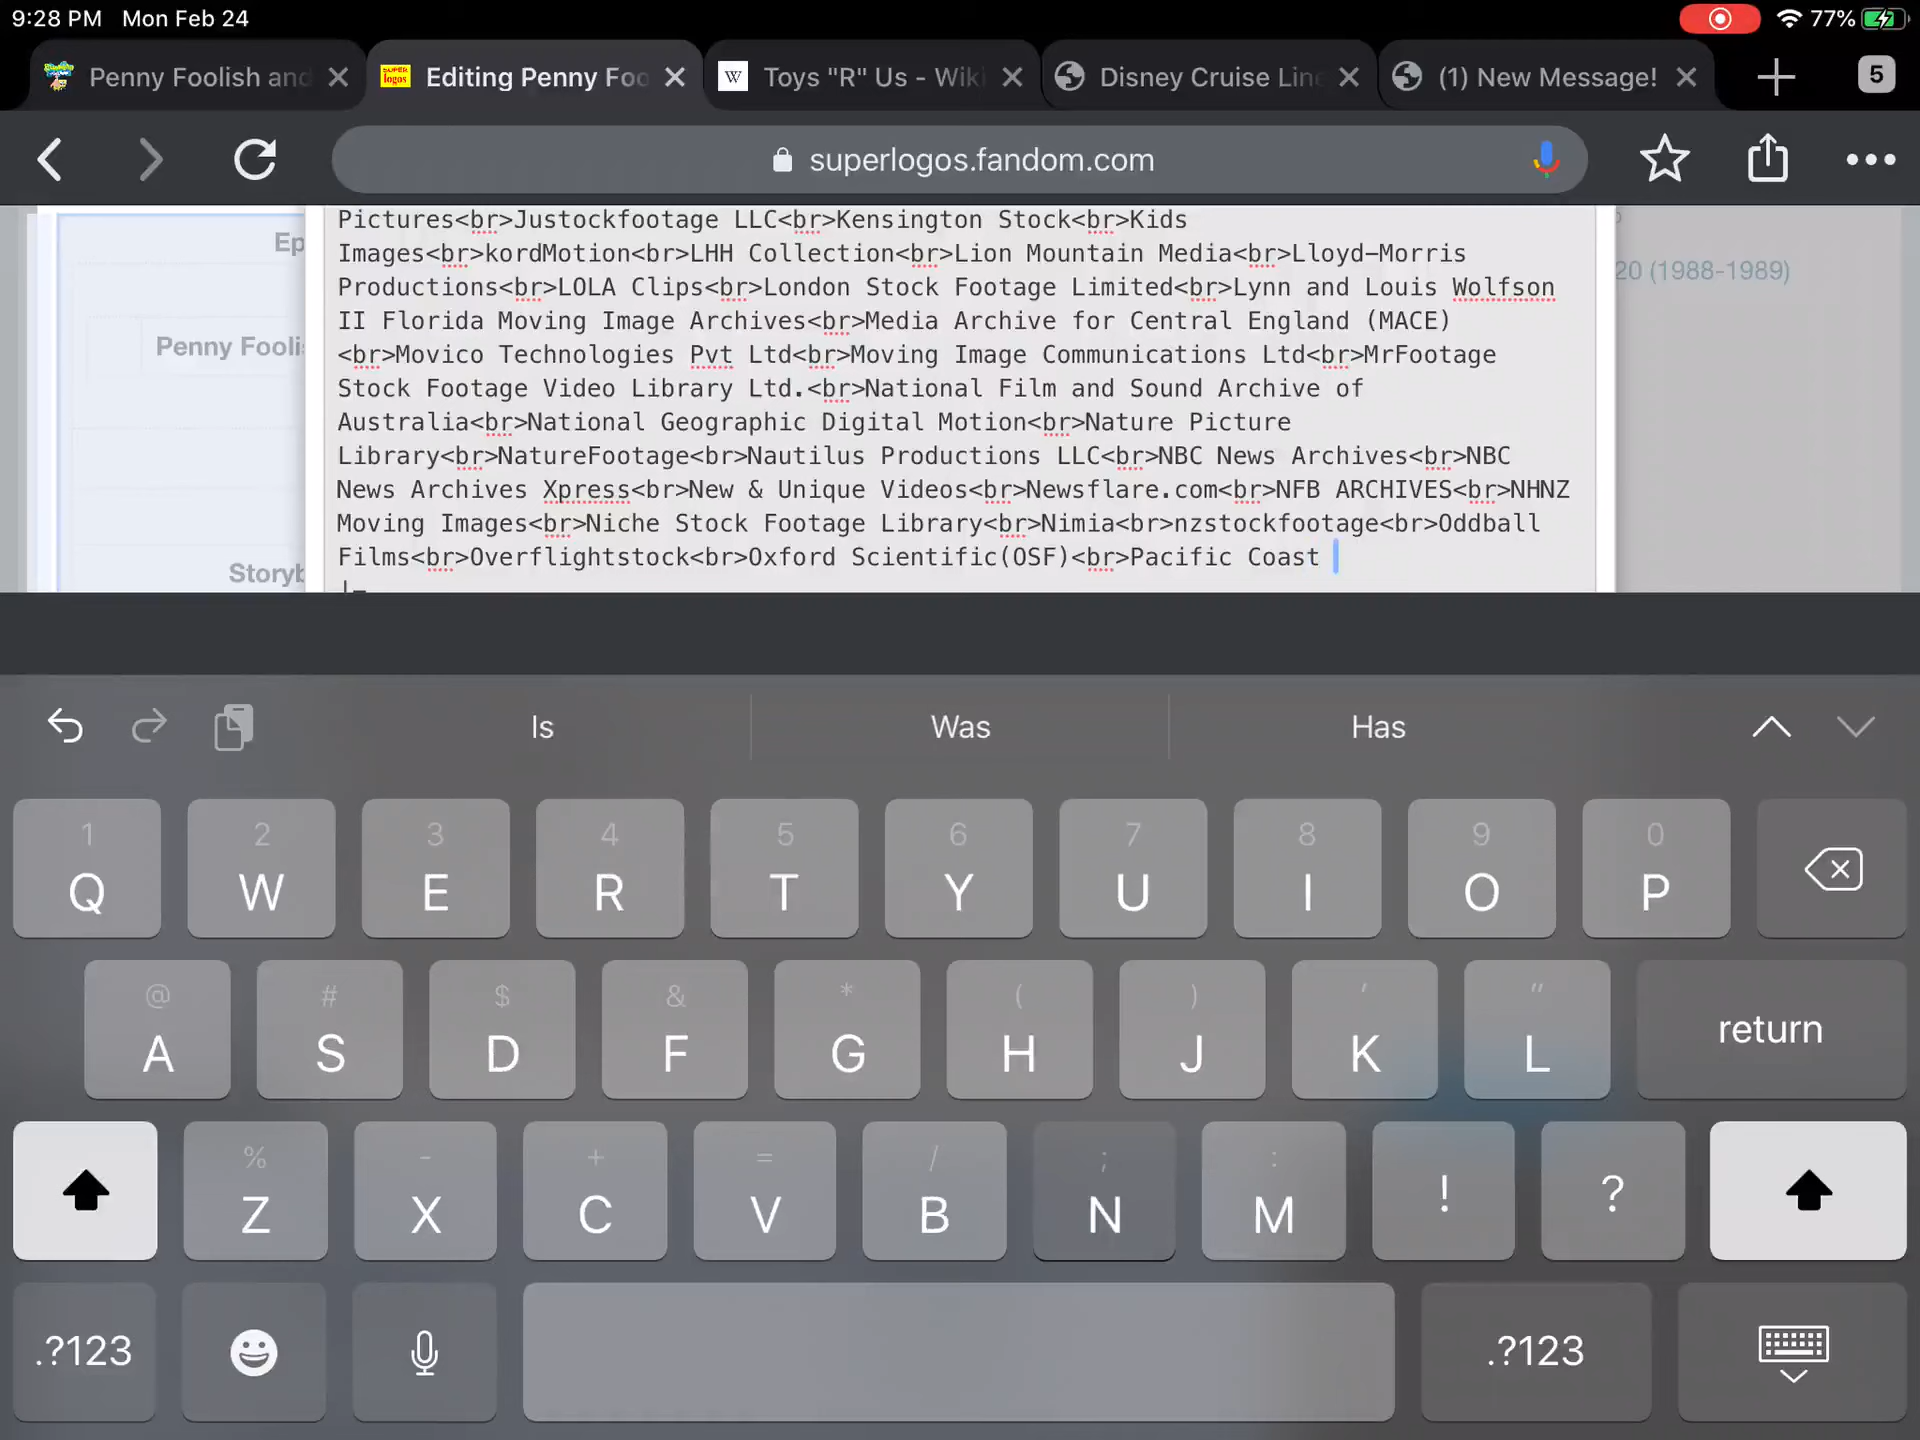 9:28 PM Mon Feb 24
77%
Penny Foolish and
Editing Penny Foo
Toys "R" Us - Wiki
Disney Cruise Line
(1) New Message!
5
superlogos.fandom.com
Pictures<br>Justockfootage LLC<br>Kensington Stock<br>Kids
Images<br>kordMotion<br>LHH Collection<br>Lion Mountain Media<br>Lloyd-Morris
Productions<br>LOLA Clips<br>London Stock Footage Limited<br>Lynn and Louis Wolfson
II Florida Moving Image Archives<br>Media Archive for Central England (MACE)
<br>Movico Technologies Pvt Ltd<br>Moving Image Communications Ltd<br>MrFootage
Stock Footage Video Library Ltd.<br>National Film and Sound Archive of
Australia<br>National Geographic Digital Motion<br>Nature Picture
Library<br>NatureFootage<br>Nautilus Productions LLC<br>NBC News Archives<br>NBC
News Archives Xpress<br>New & Unique Videos<br>Newsflare.com<br>NFB ARCHIVES<br>NHNZ
Moving Images<br>Niche Stock Footage Library<br>Nimia<br>nzstockfootage<br>Oddball
Films<br>Overflightstock<br>Oxford Scientific(OSF)<br>Pacific Coast
Ep
20 (1988-1989)
Penny Fooli
Storyb
Is Was Has
1 2 3 4 5 6 7 8 9 0
Q W E R T Y U I O P
@ # $ & * ( ) ' "
A S D F G H J K L return
% - + = / ; :
Z X C V B N M ! ?
.?123 .?123